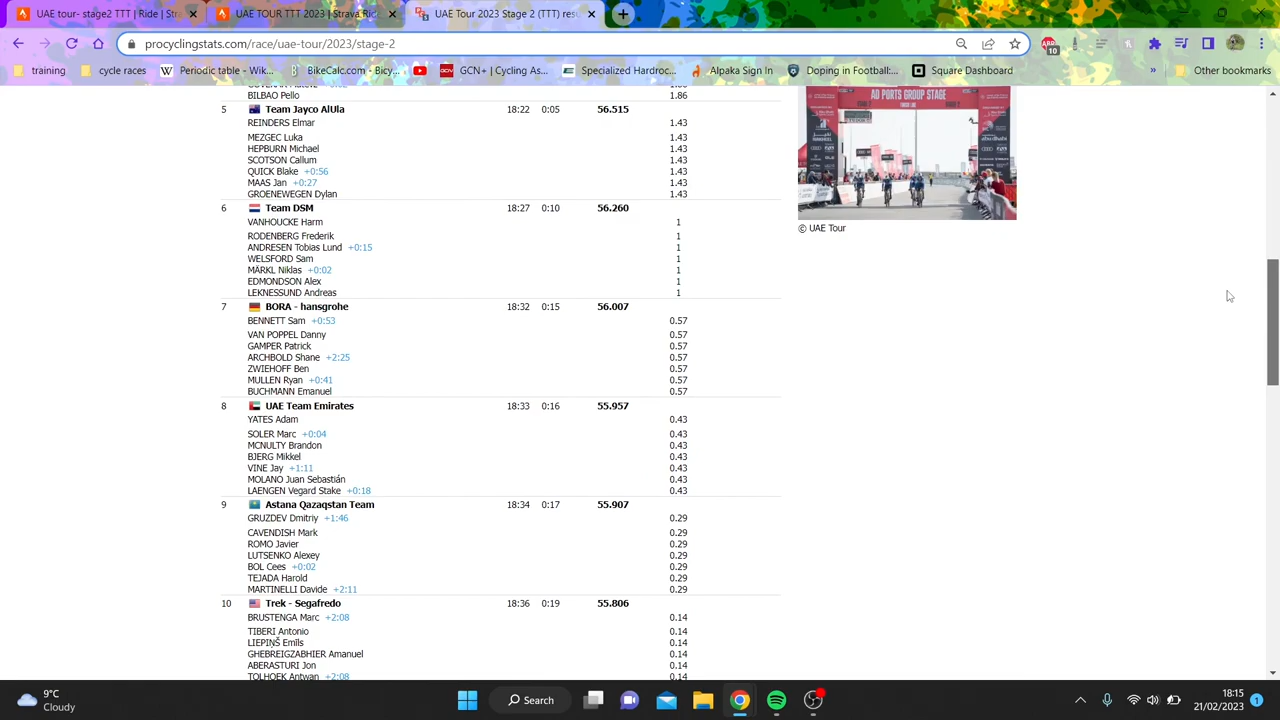 UAE tour- stage2 TTT | Ride | Stra
UAE TOUR TTT 2023 | Strava Ride
UAE Tour 2023 Stage 2 (TTT) resu
procyclingstats.com/race/uae-tour/2023/stage-2
10
training
cycle races
Periodic table - Wik...
BikeCalc.com - Bicy...
GCN+ | Cycling As...
Specialized Hardroc...
Alpaka Sign In
Doping in Football:...
Square Dashboard
»
Other bookmarks
BILBAO Pello 1.86
5 Team Jayco AlUla 18:22 0:05 56.515
REINDERS Elmar 1.43
MEZGEC Luka 1.43
HEPBURN Michael 1.43
SCOTSON Callum 1.43
QUICK Blake +0:56 1.43
MAAS Jan +0:27 1.43
GROENEWEGEN Dylan 1.43
6 Team DSM 18:27 0:10 56.260
VANHOUCKE Harm 1
RODENBERG Frederik 1
ANDRESEN Tobias Lund +0:15 1
WELSFORD Sam 1
MÄRKL Niklas +0:02 1
EDMONDSON Alex 1
LEKNESSUND Andreas 1
7 BORA - hansgrohe 18:32 0:15 56.007
BENNETT Sam +0:53 0.57
VAN POPPEL Danny 0.57
GAMPER Patrick 0.57
ARCHBOLD Shane +2:25 0.57
ZWIEHOFF Ben 0.57
MULLEN Ryan +0:41 0.57
BUCHMANN Emanuel 0.57
8 UAE Team Emirates 18:33 0:16 55.957
YATES Adam 0.43
SOLER Marc +0:04 0.43
MCNULTY Brandon 0.43
BJERG Mikkel 0.43
VINE Jay +1:11 0.43
MOLANO Juan Sebastián 0.43
LAENGEN Vegard Stake +0:18 0.43
9 Astana Qazaqstan Team 18:34 0:17 55.907
GRUZDEV Dmitriy +1:46 0.29
CAVENDISH Mark 0.29
ROMO Javier 0.29
LUTSENKO Alexey 0.29
BOL Cees +0:02 0.29
TEJADA Harold 0.29
MARTINELLI Davide +2:11 0.29
10 Trek - Segafredo 18:36 0:19 55.806
BRUSTENGA Marc +2:08 0.14
TIBERI Antonio 0.14
LIEPIŅŠ Emīls 0.14
GHEBREIGZABHIER Amanuel 0.14
ABERASTURI Jon 0.14
TOLHOEK Antwan +2:08 0.14
AD PORTS GROUP STAGE
© UAE Tour
9°C
Cloudy
Search
18:15
21/02/2023
1